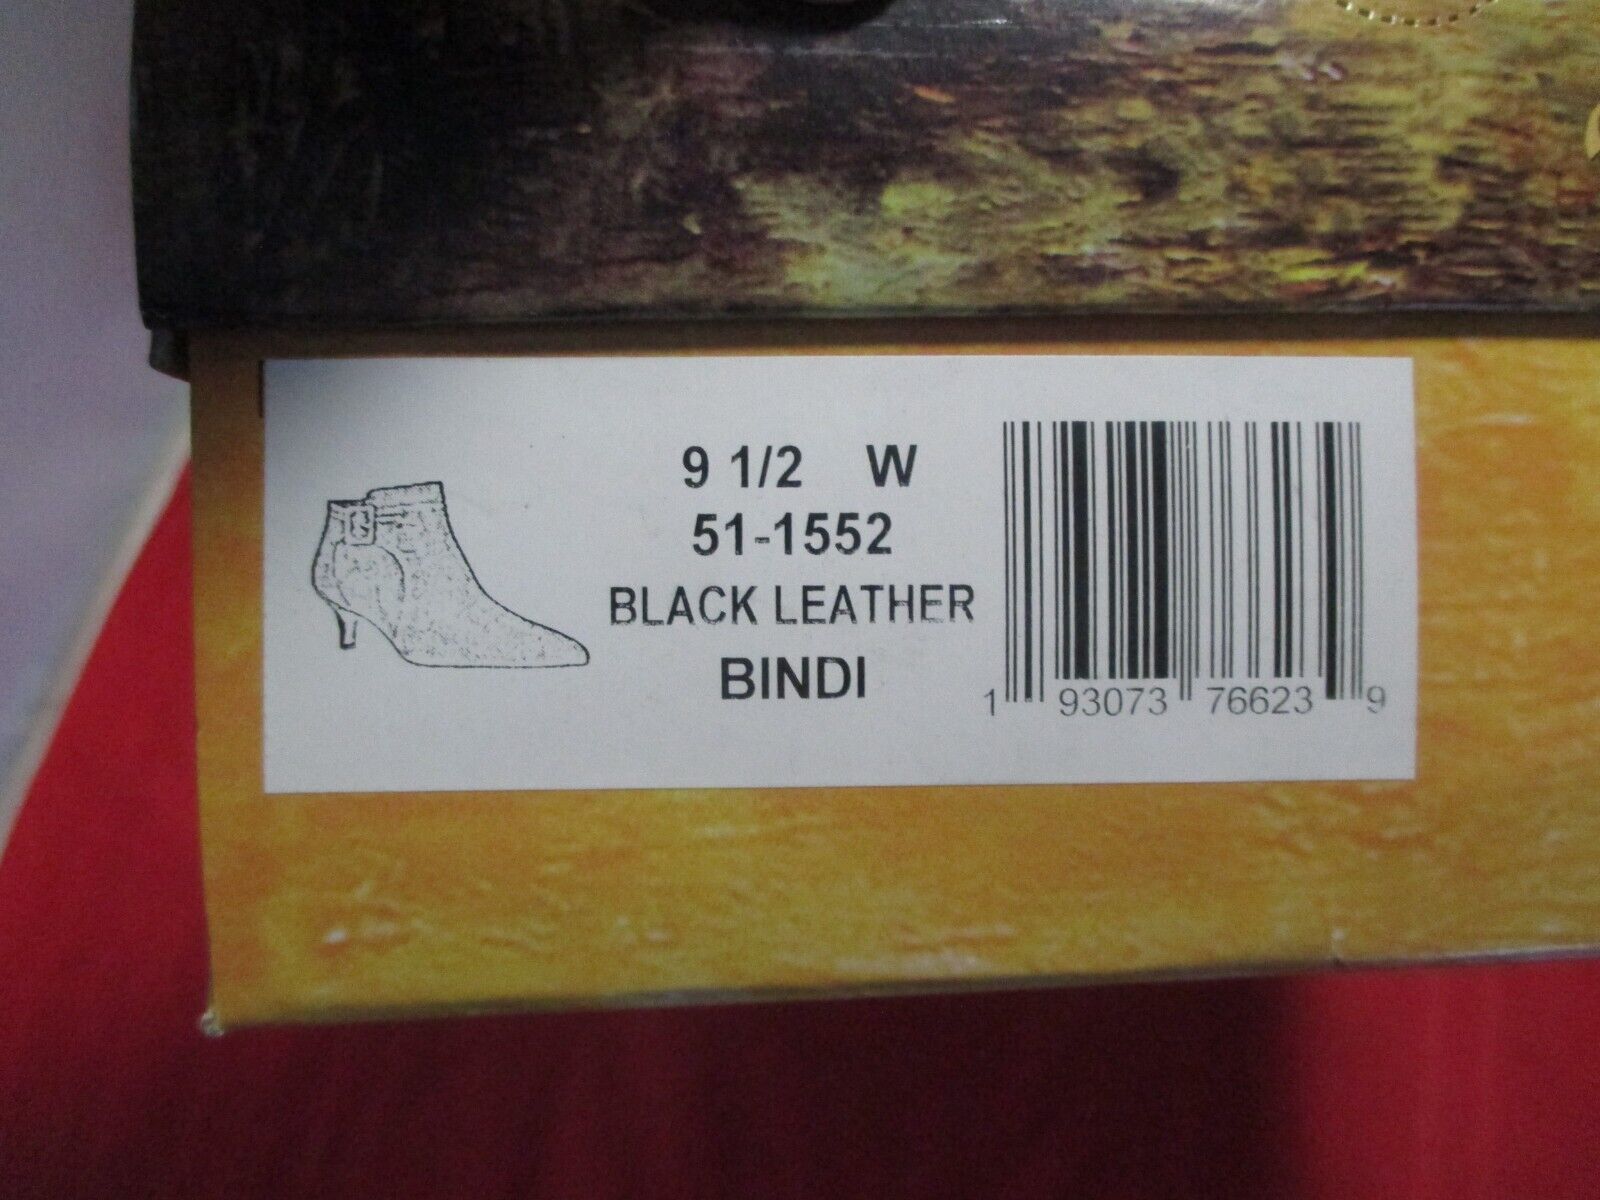 9 1/2 W
51-1552
BLACK LEATHER
BINDI
1 93073 76623 9